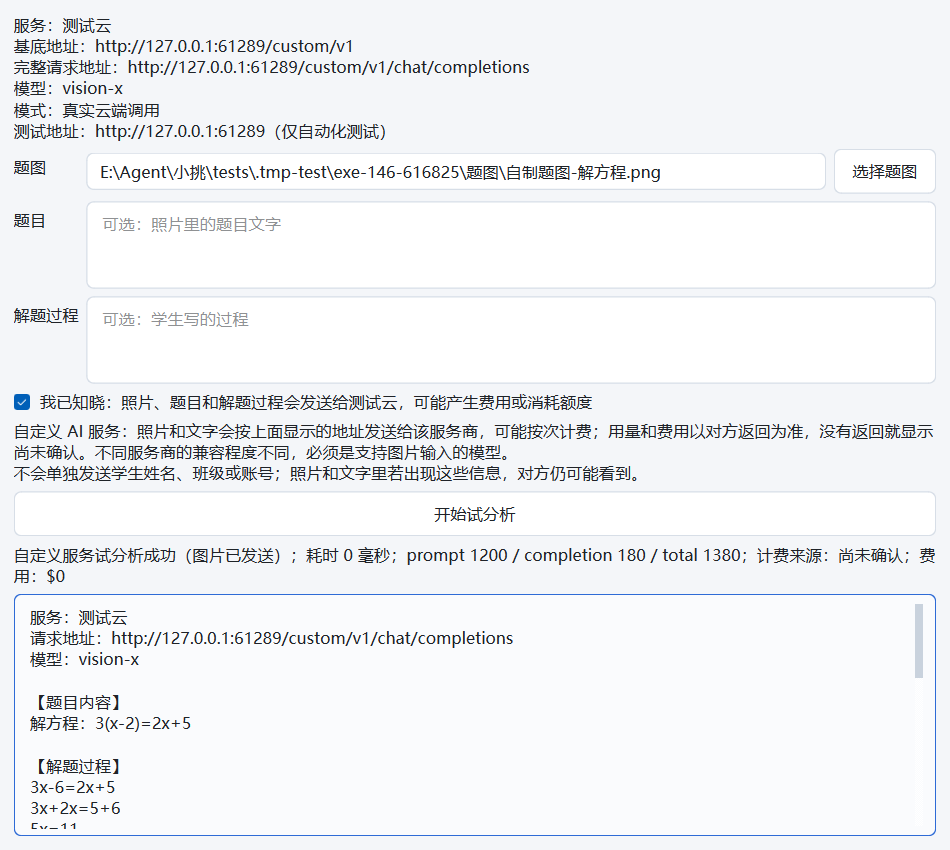 服务：测试云
基底地址：http://127.0.0.1:61289/custom/v1
完整请求地址：http://127.0.0.1:61289/custom/v1/chat/completions
模型：vision-x
模式：真实云端调用
测试地址：http://127.0.0.1:61289（仅自动化测试）
题图 E:\Agent\小挑\tests\.tmp-test\exe-146-616825\题图\自制题图-解方程.png 选择题图
题目 可选：照片里的题目文字
解题过程 可选：学生写的过程
我已知晓：照片、题目和解题过程会发送给测试云，可能产生费用或消耗额度
自定义 AI 服务：照片和文字会按上面显示的地址发送给该服务商，可能按次计费；用量和费用以对方返回为准，没有返回就显示
尚未确认。不同服务商的兼容程度不同，必须是支持图片输入的模型。
不会单独发送学生姓名、班级或账号；照片和文字里若出现这些信息，对方仍可能看到。
开始试分析
自定义服务试分析成功（图片已发送）；耗时 0 毫秒；prompt 1200 / completion 180 / total 1380；计费来源：尚未确认；费
用：$0
服务：测试云
请求地址：http://127.0.0.1:61289/custom/v1/chat/completions
模型：vision-x
【题目内容】
解方程：3(x-2)=2x+5
【解题过程】
3x-6=2x+5
3x+2x=5+6
5x=11